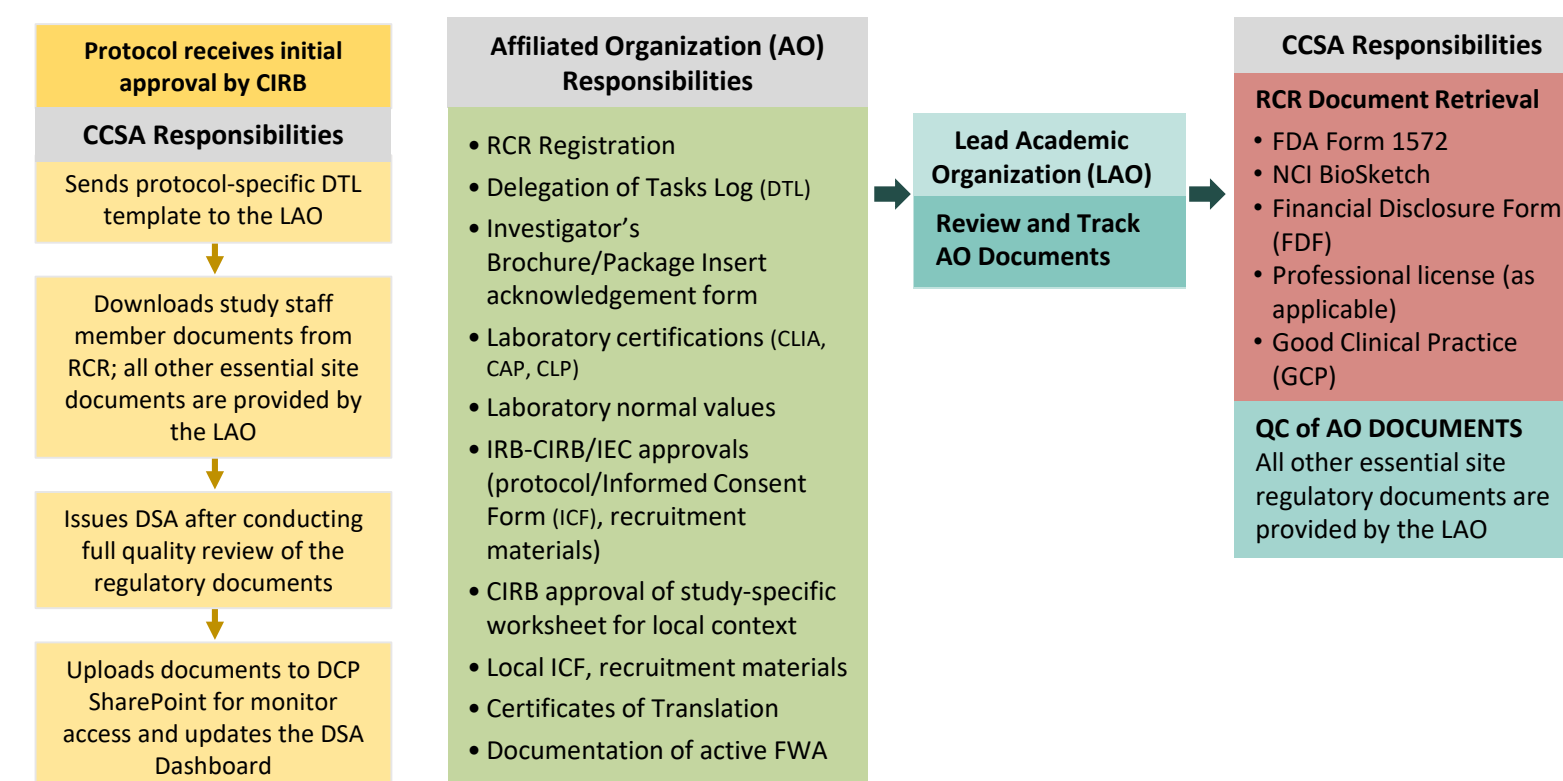 Protocol receives initial
approval by CIRB
CCSA Responsibilities
Sends protocol-specific DTL
template to the LAO
Downloads study staff
member documents from
RCR; all other essential site
documents are provided by
the LAO
Issues DSA after conducting
full quality review of the
regulatory documents
Uploads documents to DCP
SharePoint for monitor
access and updates the DSA
Dashboard
Affiliated Organization (AO)
Responsibilities
• RCR Registration
• Delegation of Tasks Log (DTL)
• Investigator's
Brochure/Package Insert
acknowledgement form
• Laboratory certifications (CLIA,
CAP, CLP)
• Laboratory normal values
• IRB-CIRB/IEC approvals
(protocol/Informed Consent
Form (ICF), recruitment
materials)
• CIRB approval of study-specific
worksheet for local context
• Local ICF, recruitment materials
• Certificates of Translation
• Documentation of active FWA
Lead Academic
Organization (LAO)
Review and Track
AO Documents
CCSA Responsibilities
RCR Document Retrieval
• FDA Form 1572
• NCI BioSketch
• Financial Disclosure Form
(FDF)
• Professional license (as
applicable)
• Good Clinical Practice
(GCP)
QC of AO DOCUMENTS
All other essential site
regulatory documents are
provided by the LAO